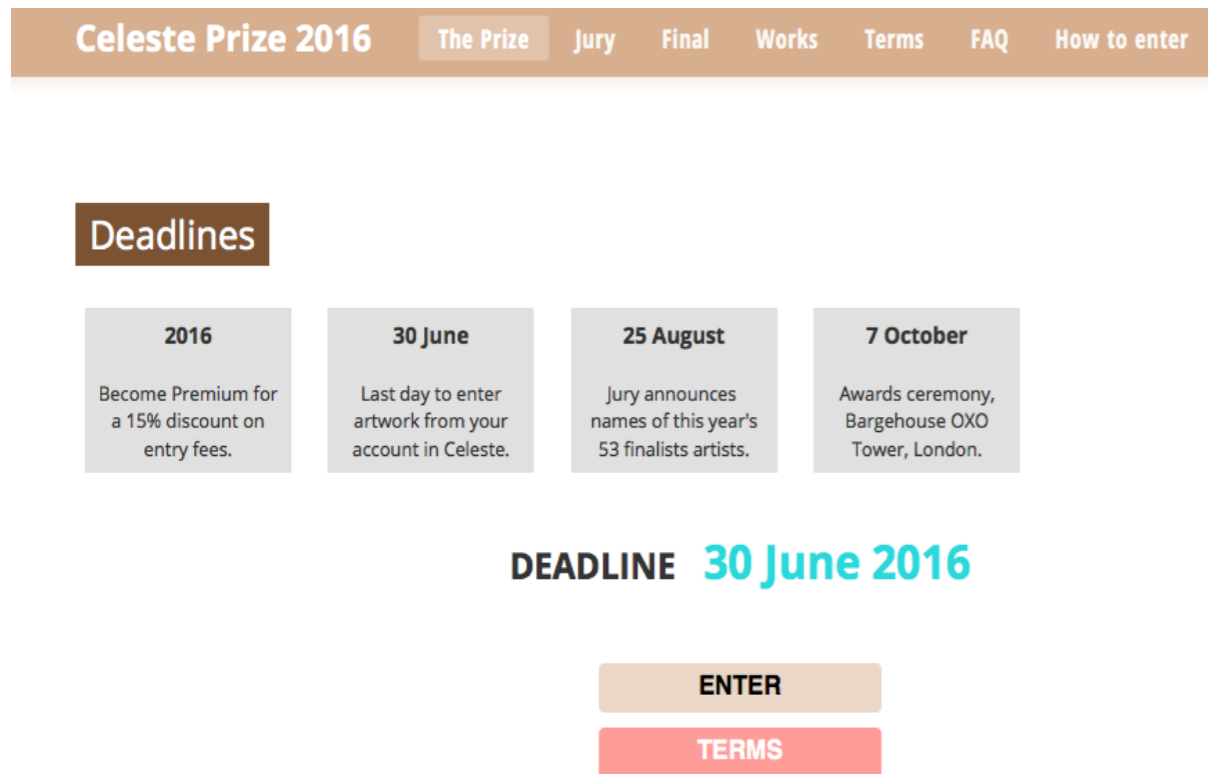 Celeste Prize 2016 The Prize Jury Final Works Terms FAQ How to enter
Deadlines
2016
Become Premium for
a 15% discount on
entry fees.
30 June
Last day to enter
artwork from your
account in Celeste.
25 August
Jury announces
names of this year's
53 finalists artists.
7 October
Awards ceremony,
Bargehouse OXO
Tower, London.
DEADLINE 30 June 2016
ENTER
TERMS